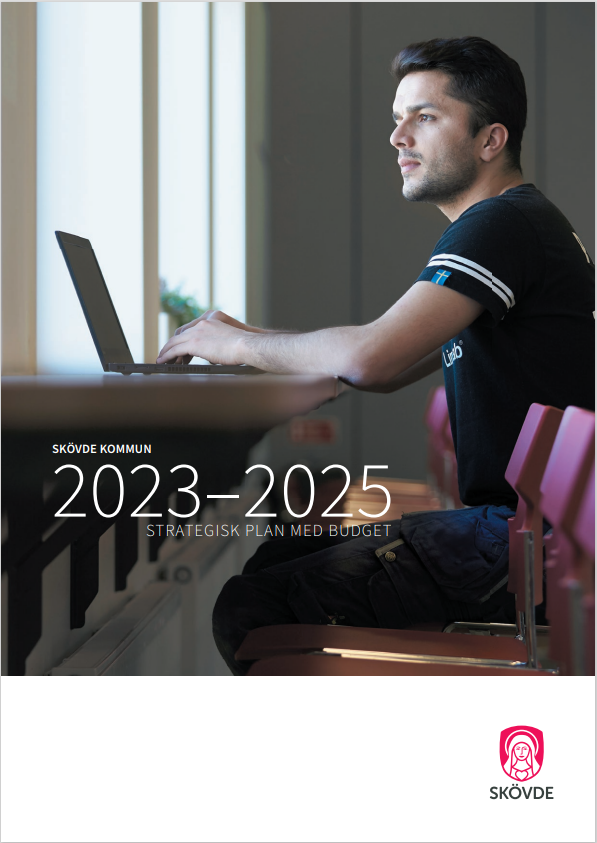 SKÖVDE KOMMUN
2023–2025
STRATEGISK PLAN MED BUDGET
SKÖVDE